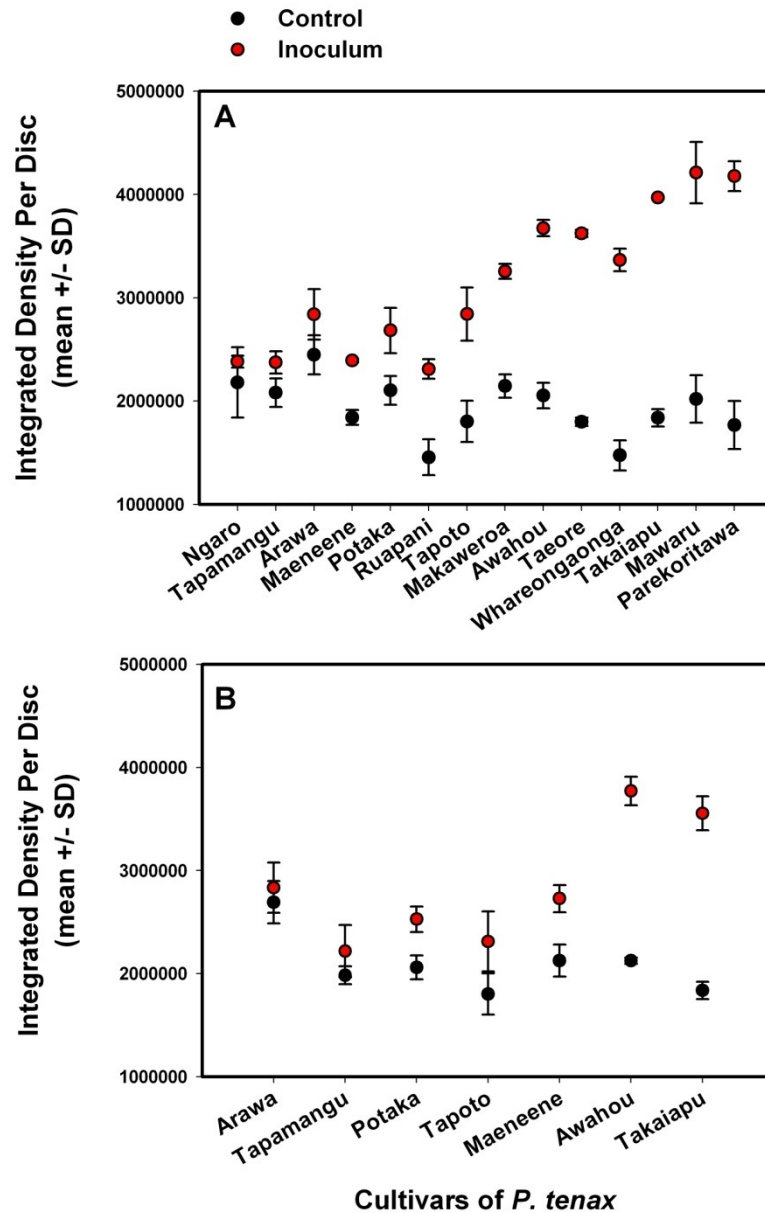 Control
Inoculum
A
Integrated Density Per Disc
(mean +/- SD)
5000000
4000000
3000000
2000000
1000000
Ngaro
Tapamangu
Arawa
Maeneene
Potaka
Ruapani
Tapoto
Makaweroa
Awahou
Taeore
Whareongaonga
Takaiapu
Mawaru
Parekoritawa
B
Integrated Density Per Disc
(mean +/- SD)
5000000
4000000
3000000
2000000
1000000
Arawa
Tapamangu
Potaka
Tapoto
Maeneene
Awahou
Takaiapu
Cultivars of P. tenax